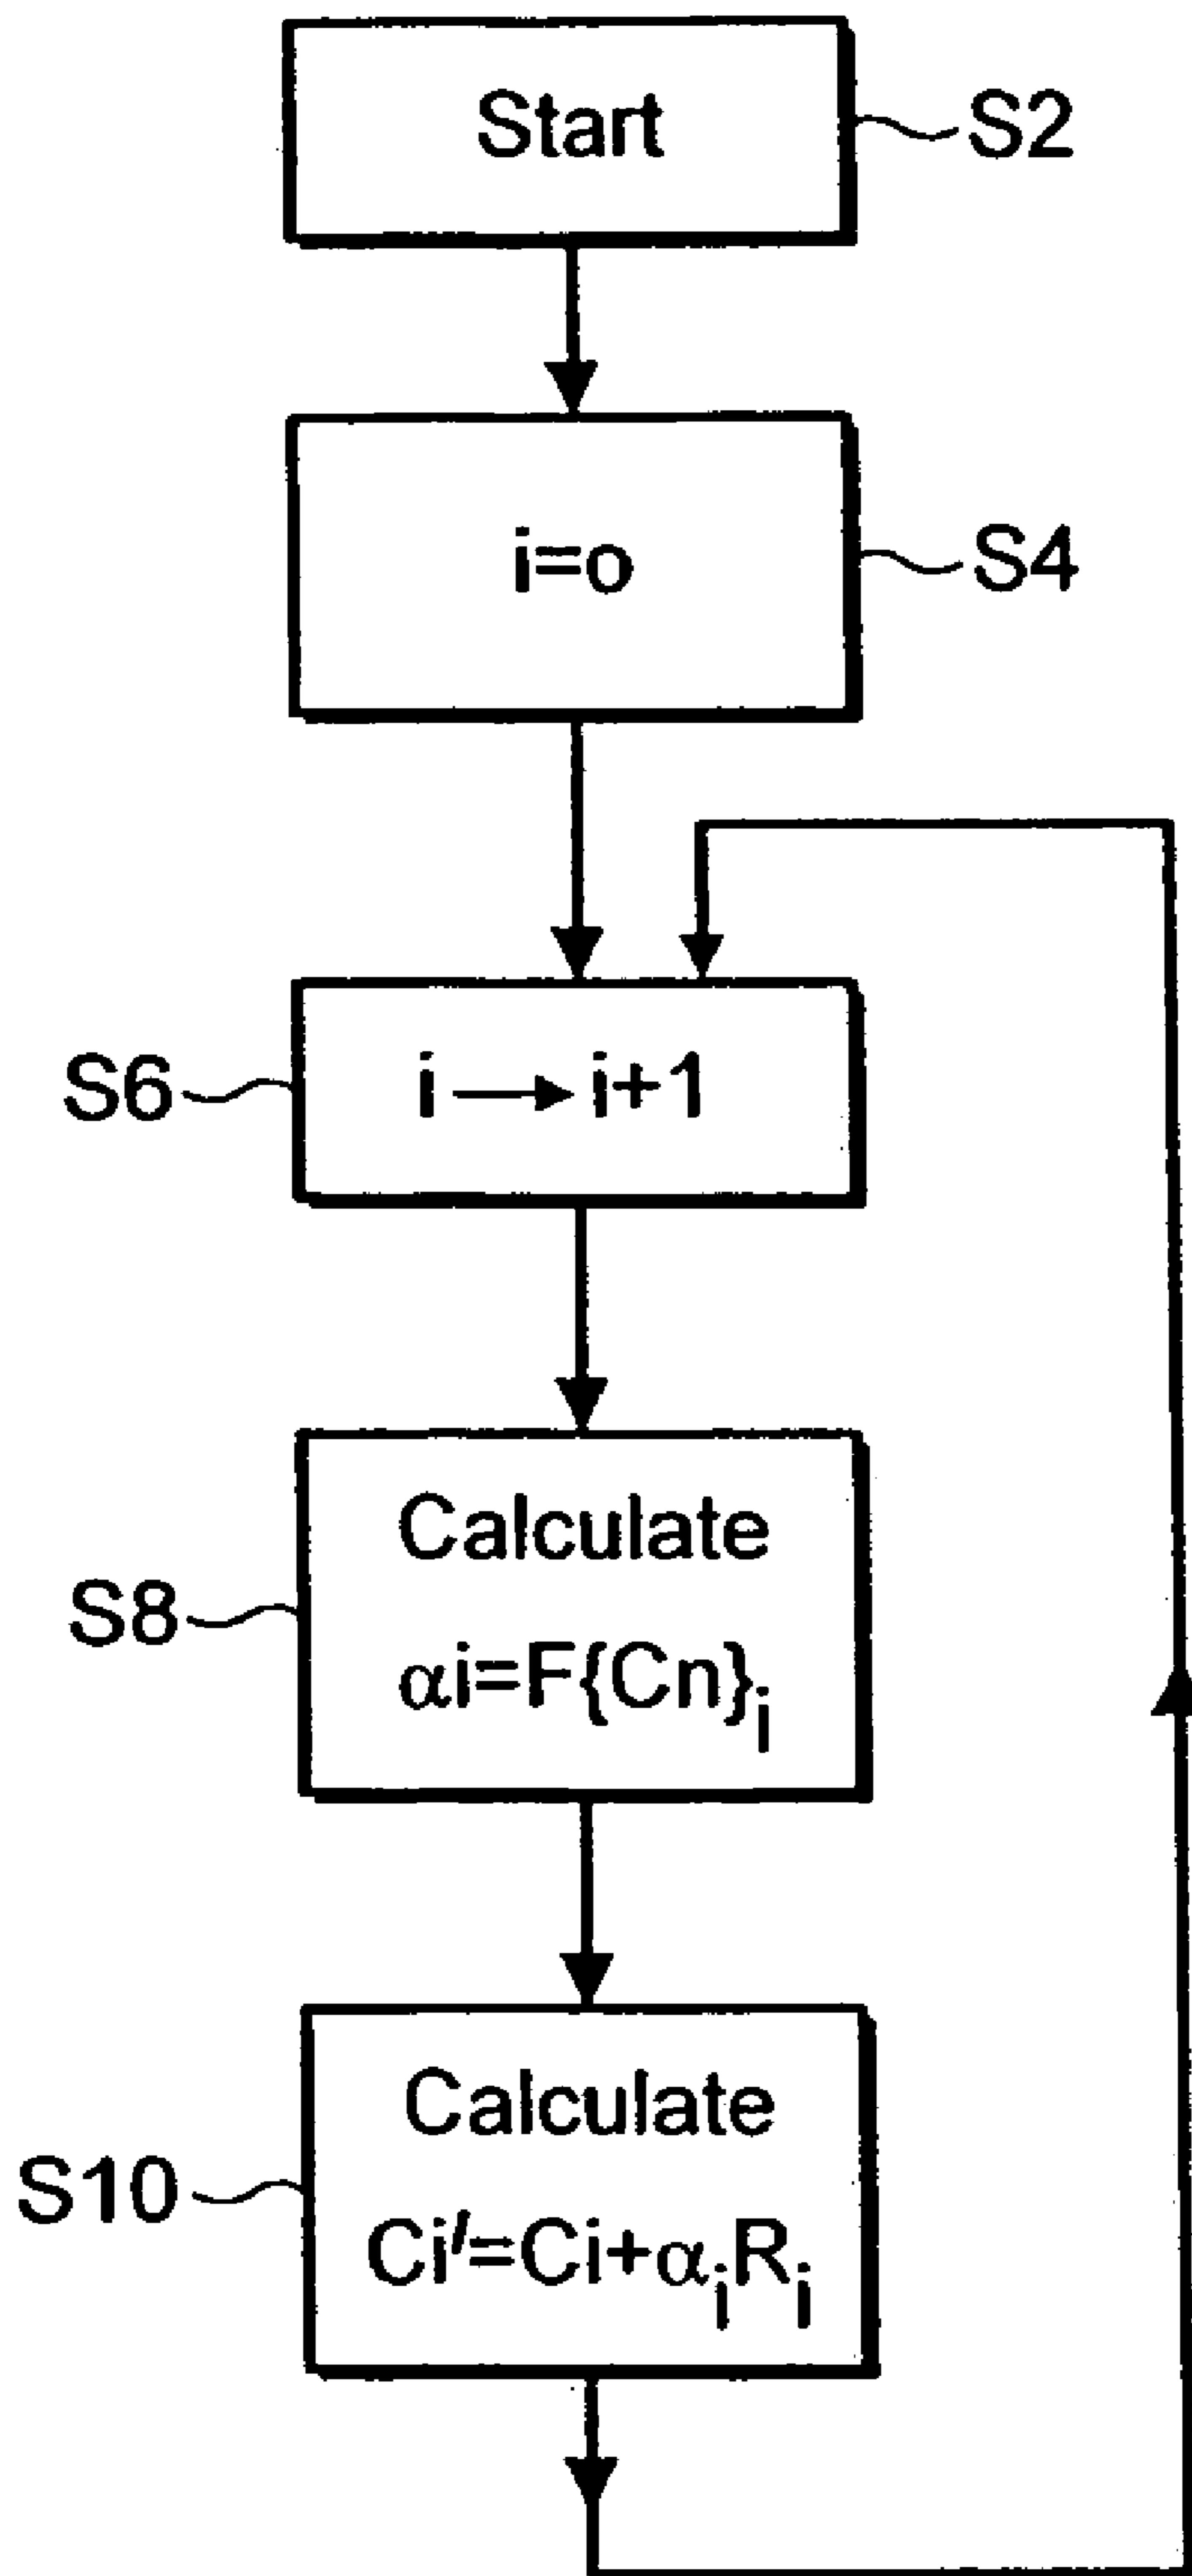 Start
S2
i=o
S4
S6
i → i+1
Calculate
S8
αi=F{Cn}i
Calculate
S10
Ci'=Ci+αiRi